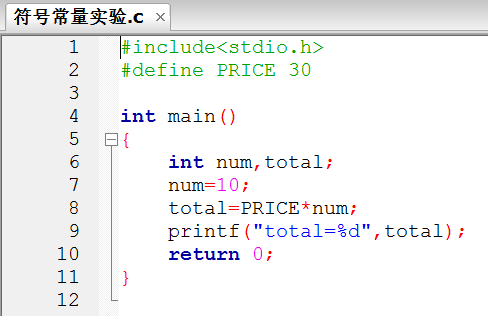 符号常量实验.c ×
1 #include<stdio.h>
2 #define PRICE 30
3
4 int main()
5 {
6 int num,total;
7 num=10;
8 total=PRICE*num;
9 printf("total=%d",total);
10 return 0;
11 }
12